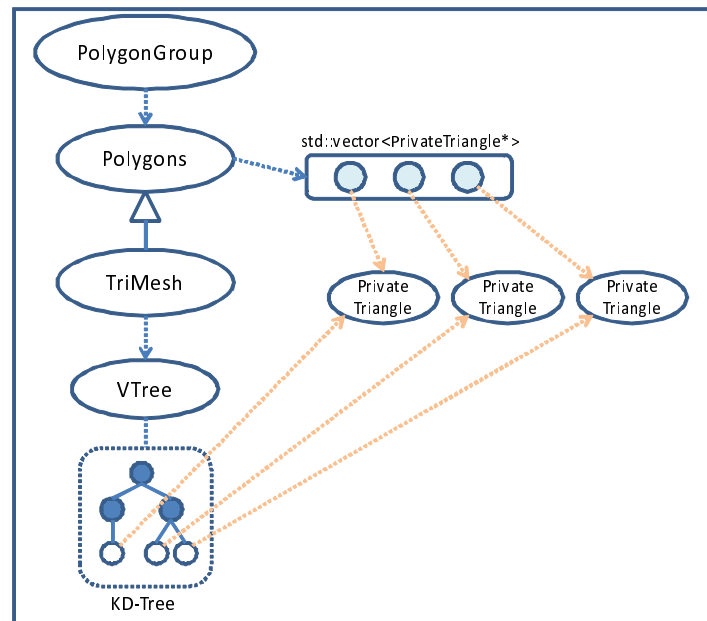 PolygonGroup
Polygons
std::vector<PrivateTriangle*>
TriMesh
Private
Triangle
Private
Triangle
Private
Triangle
VTree
KD-Tree